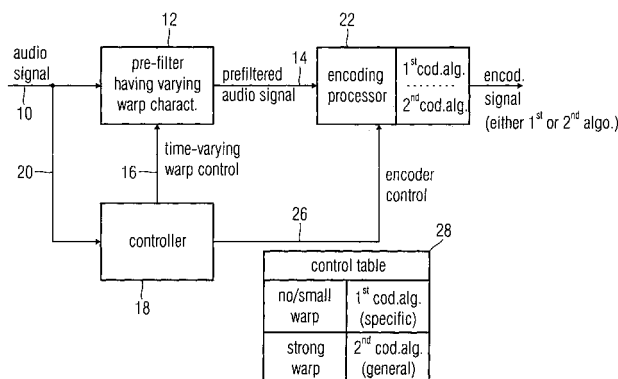 audio
signal
10
12
pre-filter
having varying
warp charact.
prefiltered
audio signal
14
22
encoding
processor
1st cod.alg.
2nd cod.alg.
encod.
signal
(either 1st or 2nd algo.)
20
16
time-varying
warp control
encoder
control
controller
18
26
28
control table
no/small
warp
1st cod.alg.
(specific)
strong
warp
2nd cod.alg.
(general)